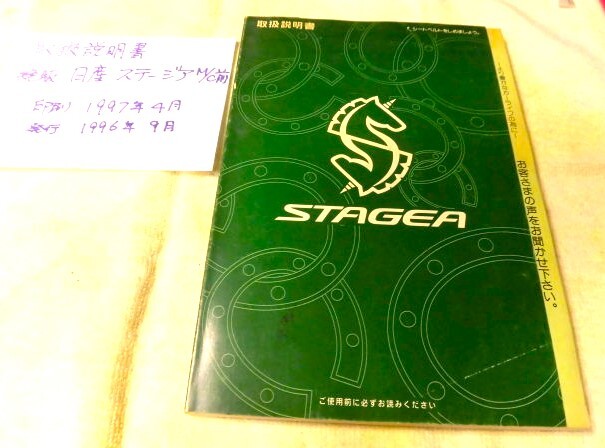 取扱説明書
日産 ステージア M/C前
印刷 1997年4月
発行 1996年9月
取扱説明書
シートベルトをしめましょう。
STAGEA
ご使用前に必ずお読みください
お客さまの声をお聞かせ下さい。